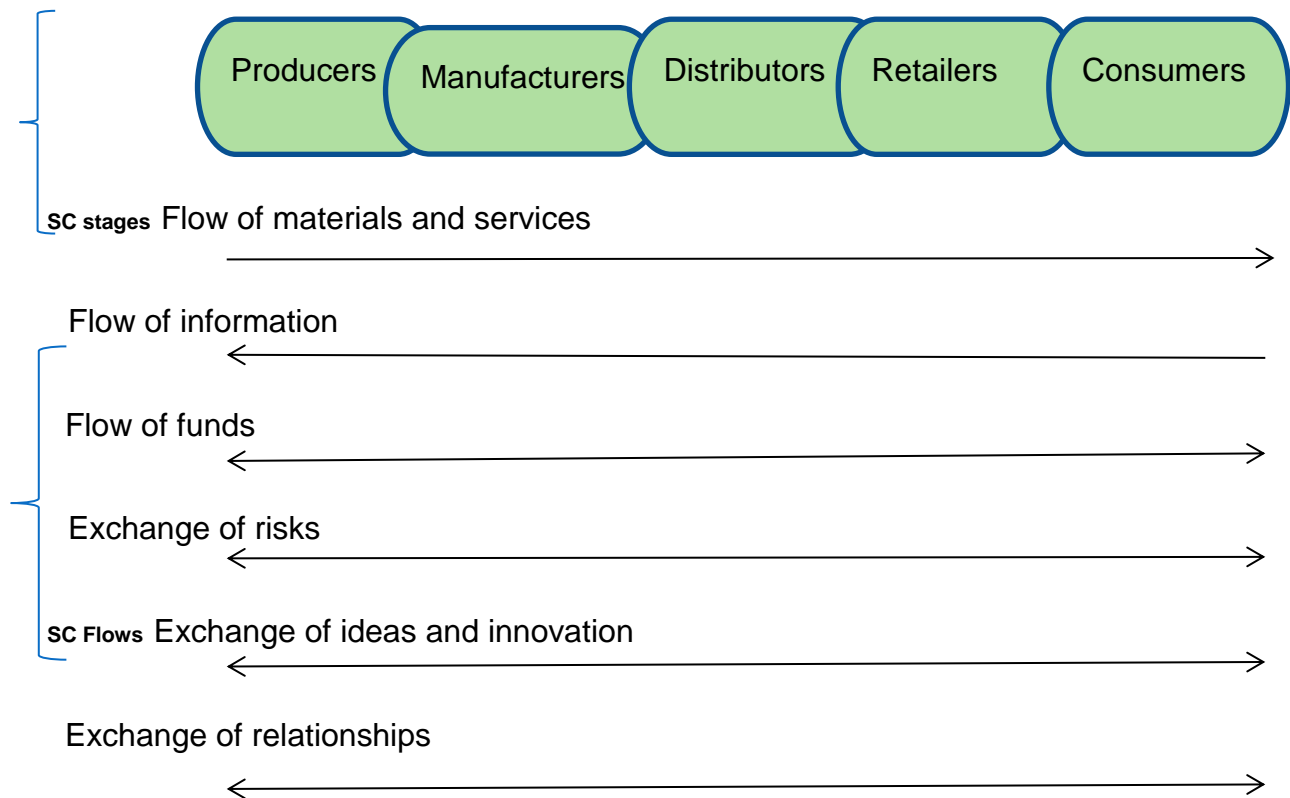 Producers Manufacturers Distributors Retailers Consumers
SC stages Flow of materials and services
Flow of information
Flow of funds
Exchange of risks
SC Flows Exchange of ideas and innovation
Exchange of relationships